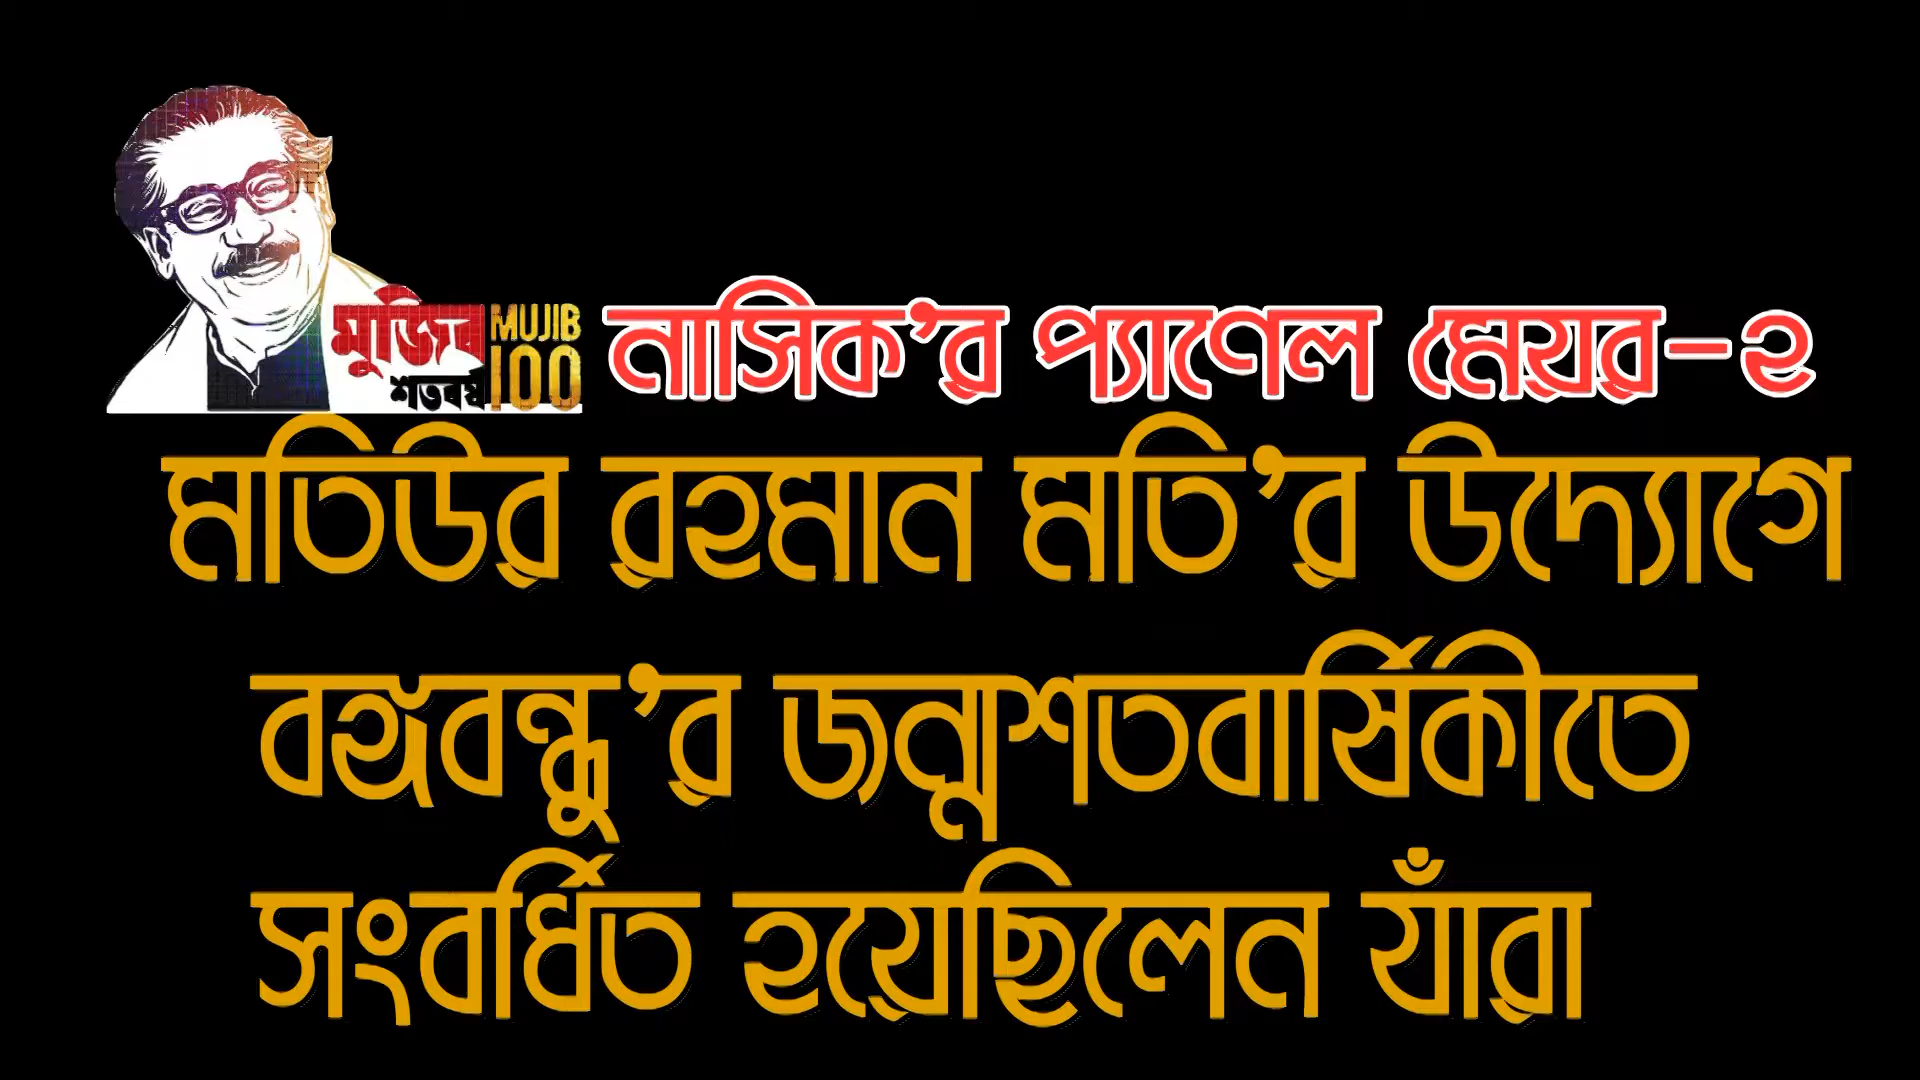 মুজিব MUJIB
শতবর্ষ 100
নাসিক’র প্যাণেল মেয়র-২
মতিউর রহমান মতি’র উদ্যোগে
বঙ্গবন্ধু’র জন্মশতবার্ষিকীতে
সংবর্ধিত হয়েছিলেন যাঁরা